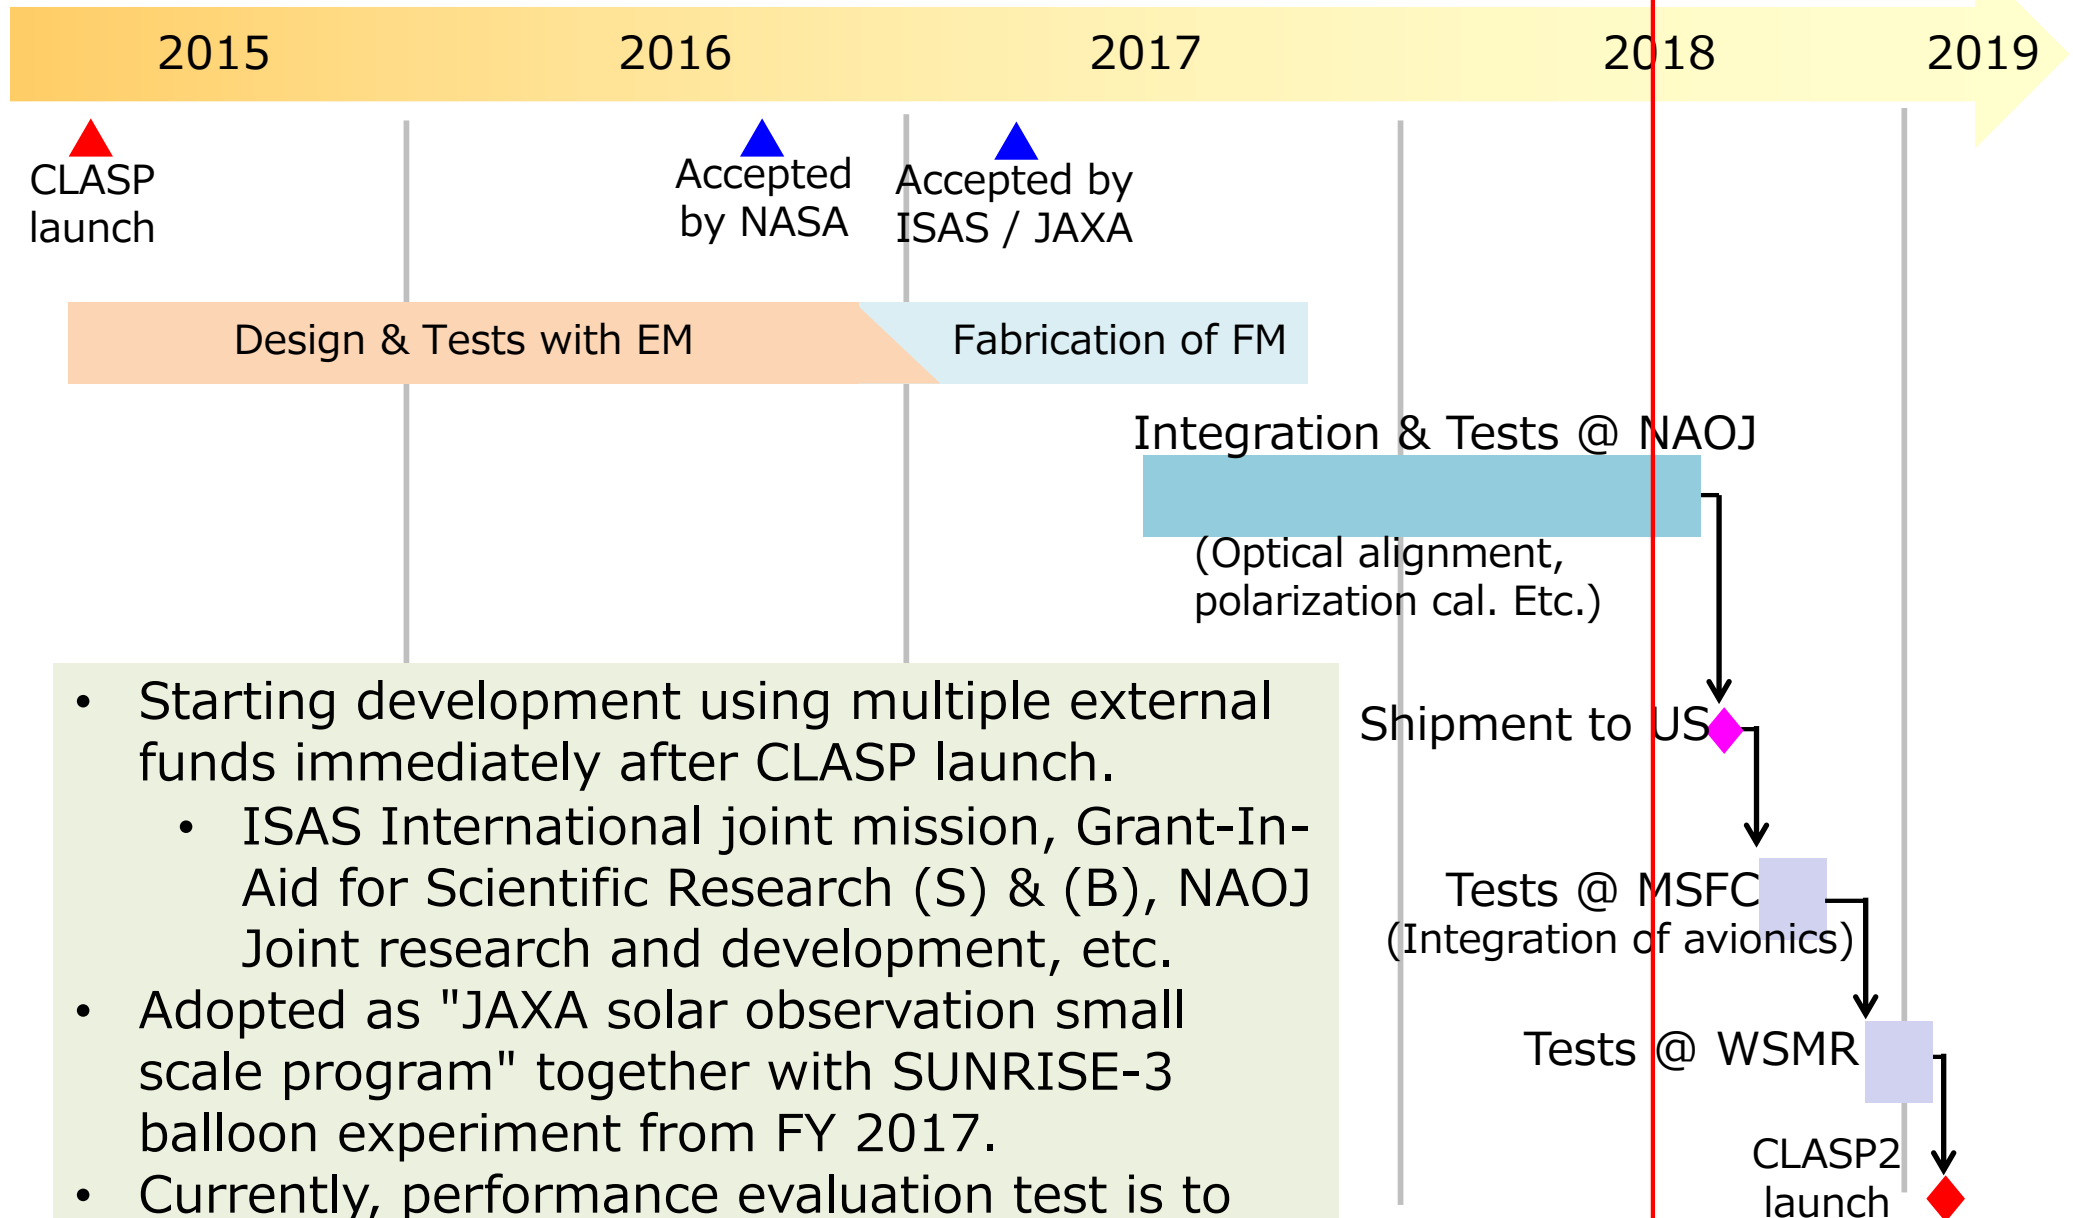 2015 2016 2017 2018 2019
CLASP
launch
Accepted
by NASA
Accepted by
ISAS / JAXA
Design & Tests with EM
Fabrication of FM
Integration & Tests @ NAOJ
(Optical alignment,
polarization cal. Etc.)
Shipment to US
Tests @ MSFC
(Integration of avionics)
Tests @ WSMR
CLASP2
launch
• Starting development using multiple external
funds immediately after CLASP launch.
• ISAS International joint mission, Grant-In-
Aid for Scientific Research (S) & (B), NAOJ
Joint research and development, etc.
• Adopted as "JAXA solar observation small
scale program" together with SUNRISE-3
balloon experiment from FY 2017.
• Currently, performance evaluation test is to